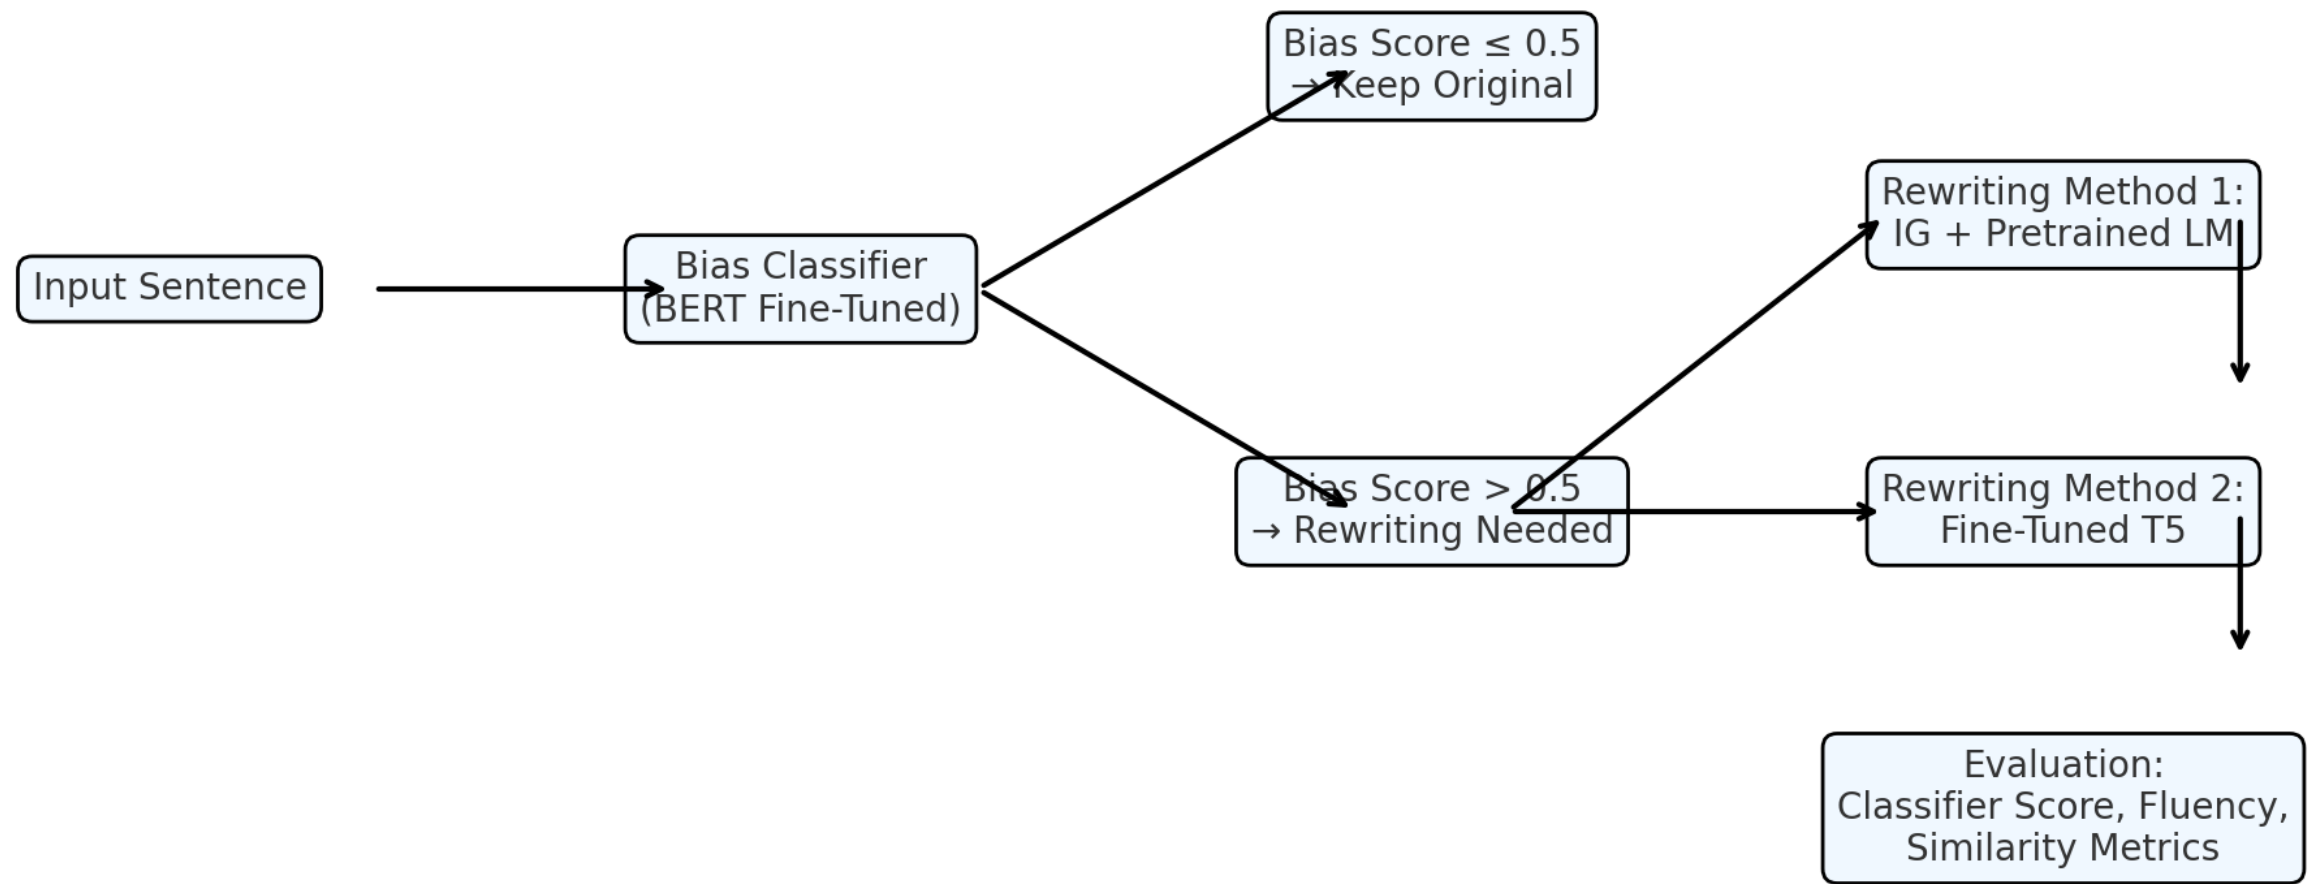 Input Sentence
Bias Classifier
(BERT Fine-Tuned)
Bias Score ≤ 0.5
→ Keep Original
Bias Score > 0.5
→ Rewriting Needed
Rewriting Method 1:
IG + Pretrained LM
Rewriting Method 2:
Fine-Tuned T5
Evaluation:
Classifier Score, Fluency,
Similarity Metrics